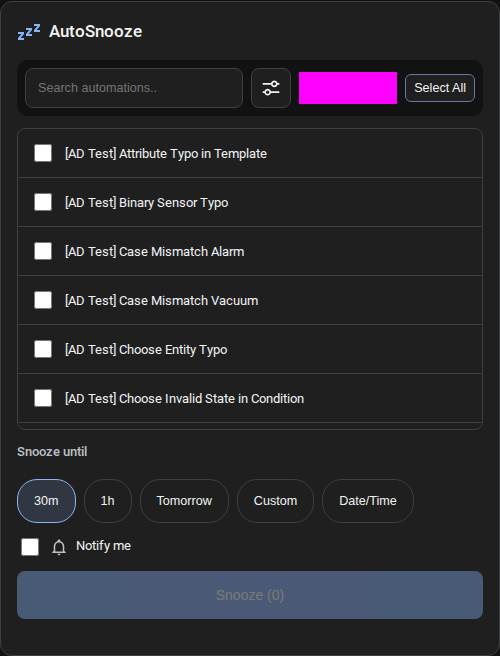 AutoSnooze
Search automations..
Select All
[AD Test] Attribute Typo in Template
[AD Test] Binary Sensor Typo
[AD Test] Case Mismatch Alarm
[AD Test] Case Mismatch Vacuum
[AD Test] Choose Entity Typo
[AD Test] Choose Invalid State in Condition
Snooze until
30m 1h Tomorrow Custom Date/Time
Notify me
Snooze (0)